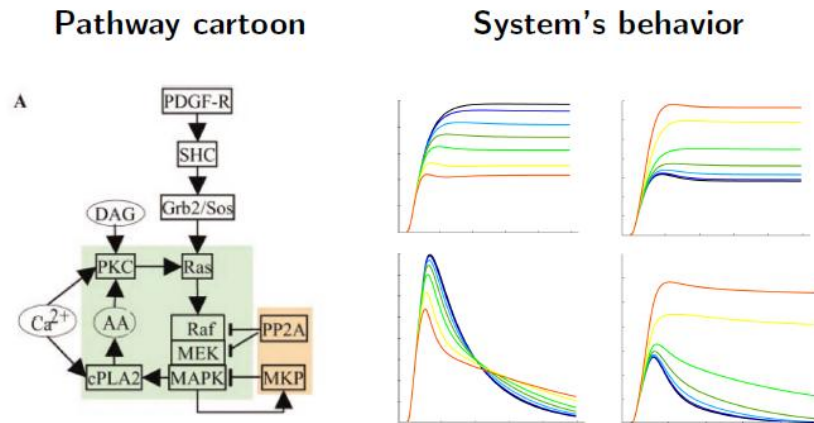 Pathway cartoon
System's behavior
A
PDGF-R
SHC
Grb2/Sos
DAG
PKC
Ras
Ca2+
AA
Raf
PP2A
MEK
cPLA2
MAPK
MKP